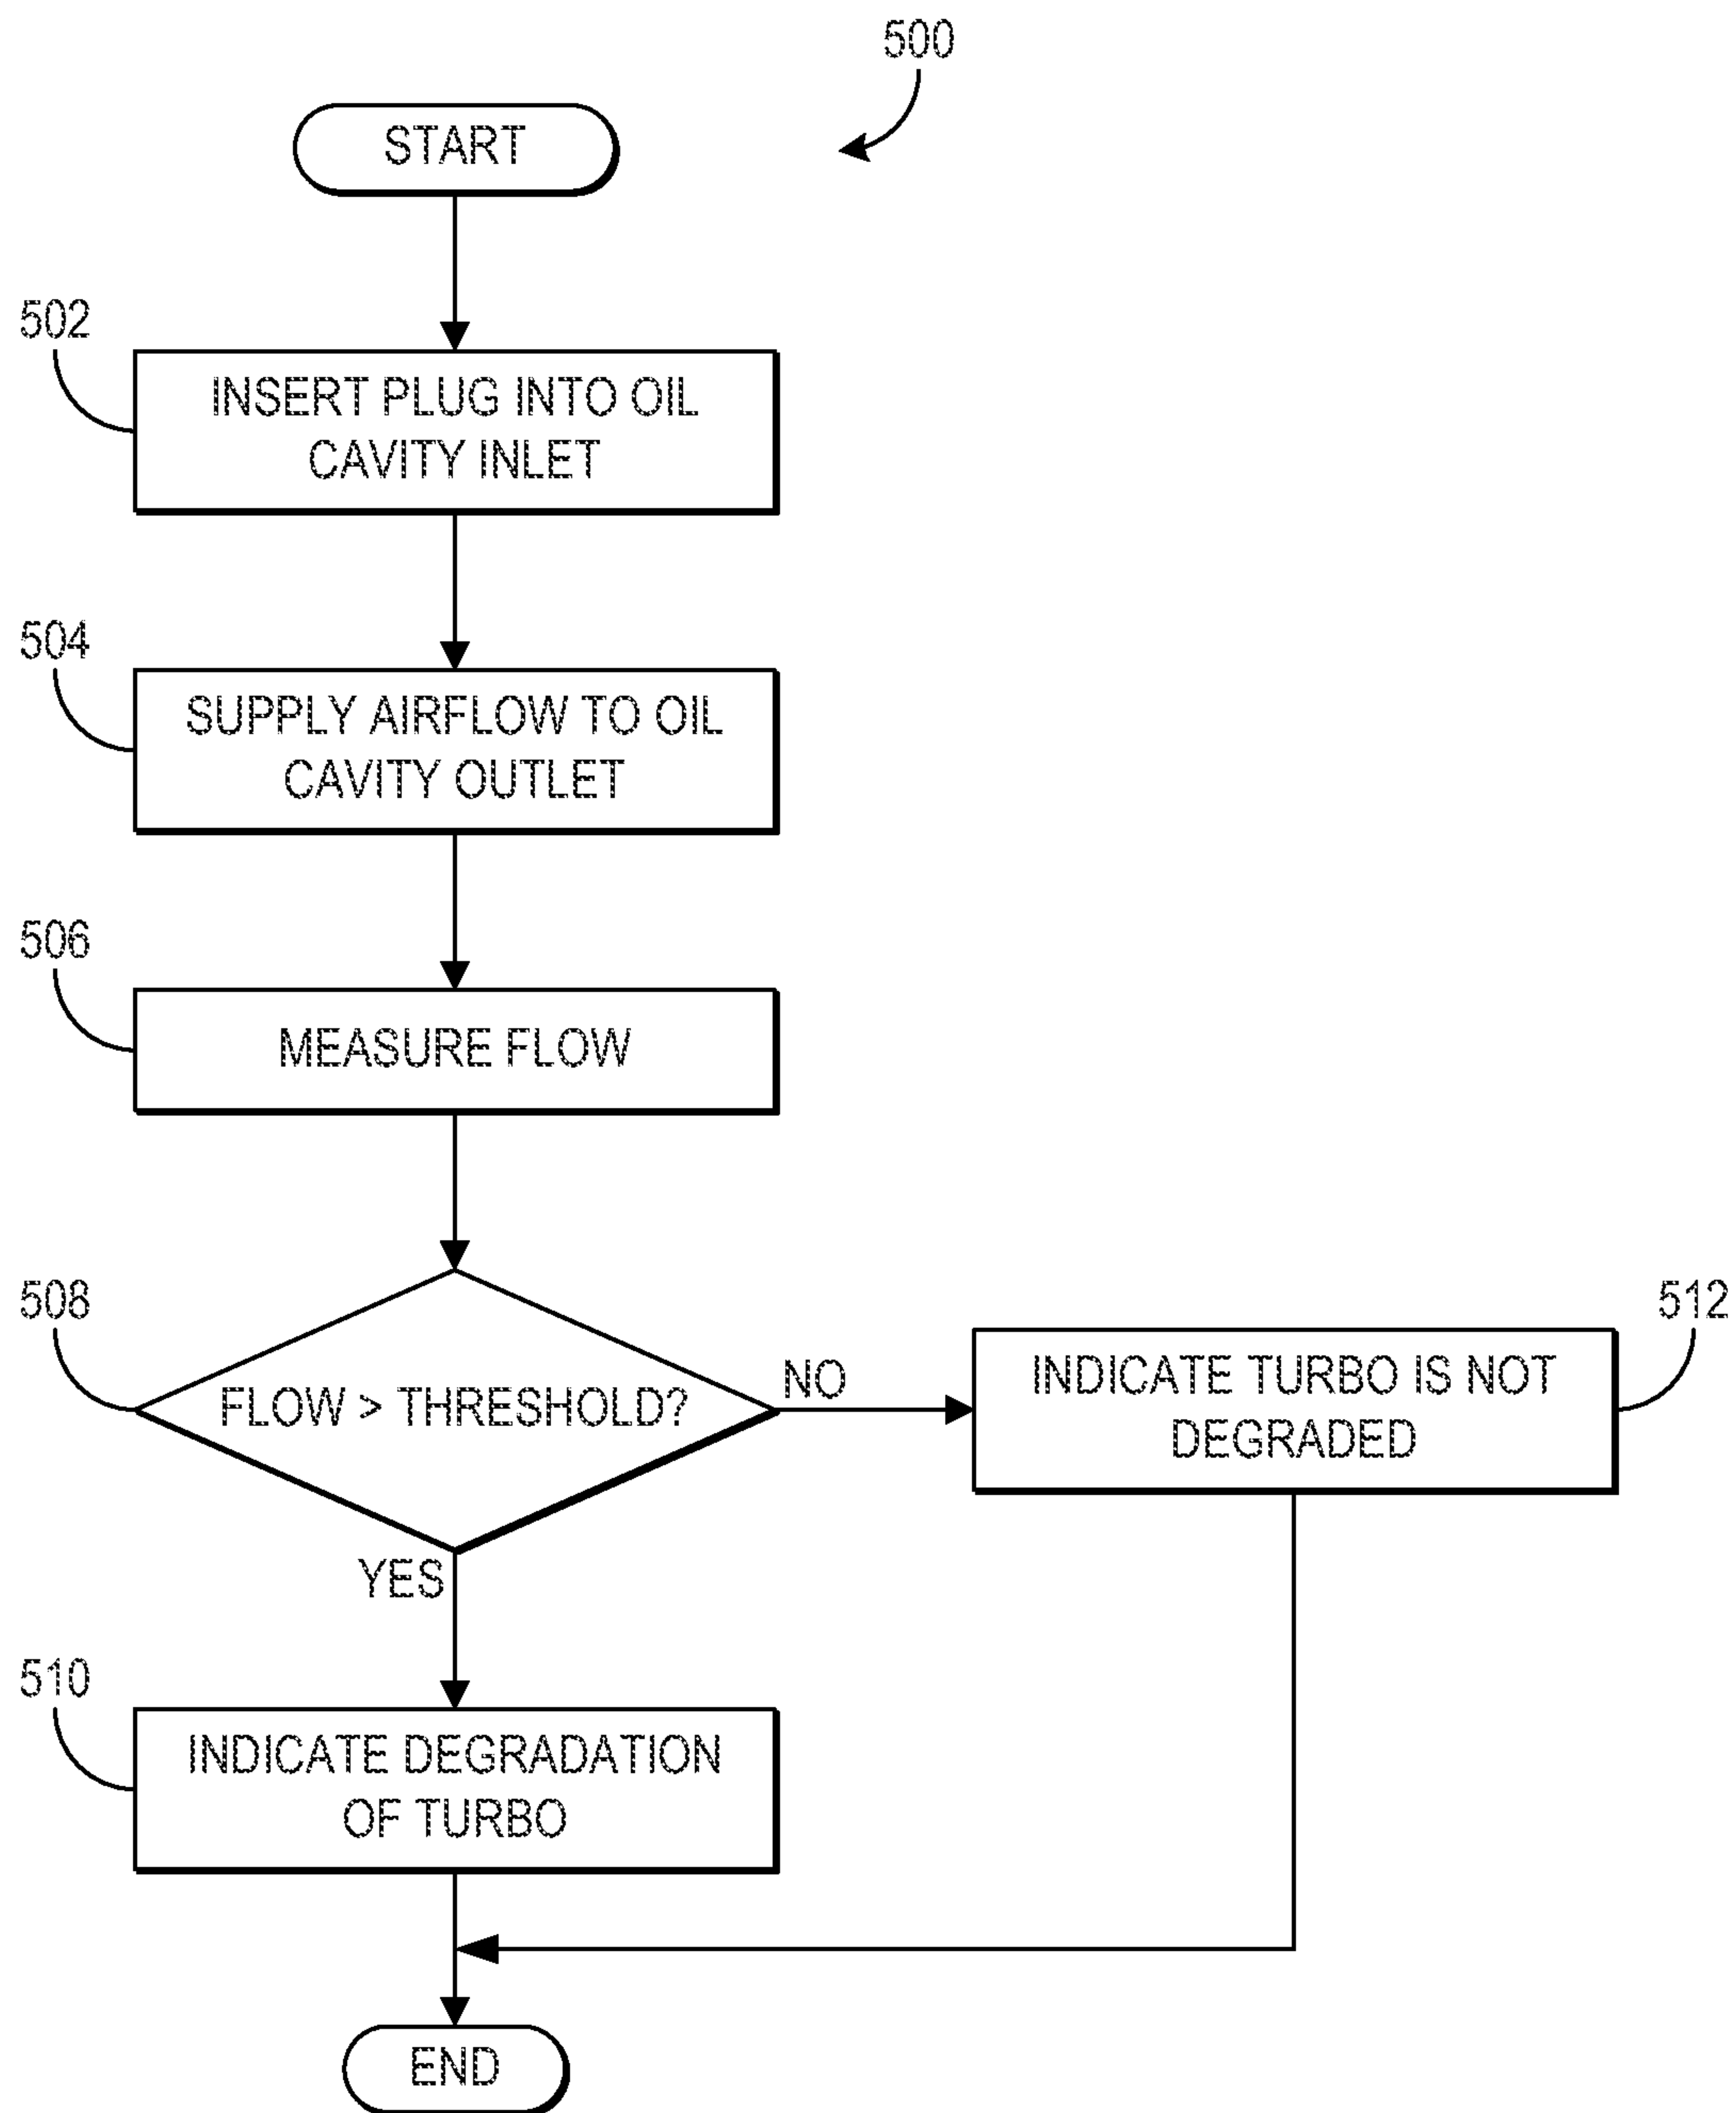 500
START
502
INSERT PLUG INTO OIL
CAVITY INLET
504
SUPPLY AIRFLOW TO OIL
CAVITY OUTLET
506
MEASURE FLOW
508
FLOW > THRESHOLD?
NO
512
INDICATE TURBO IS NOT
DEGRADED
YES
510
INDICATE DEGRADATION
OF TURBO
END